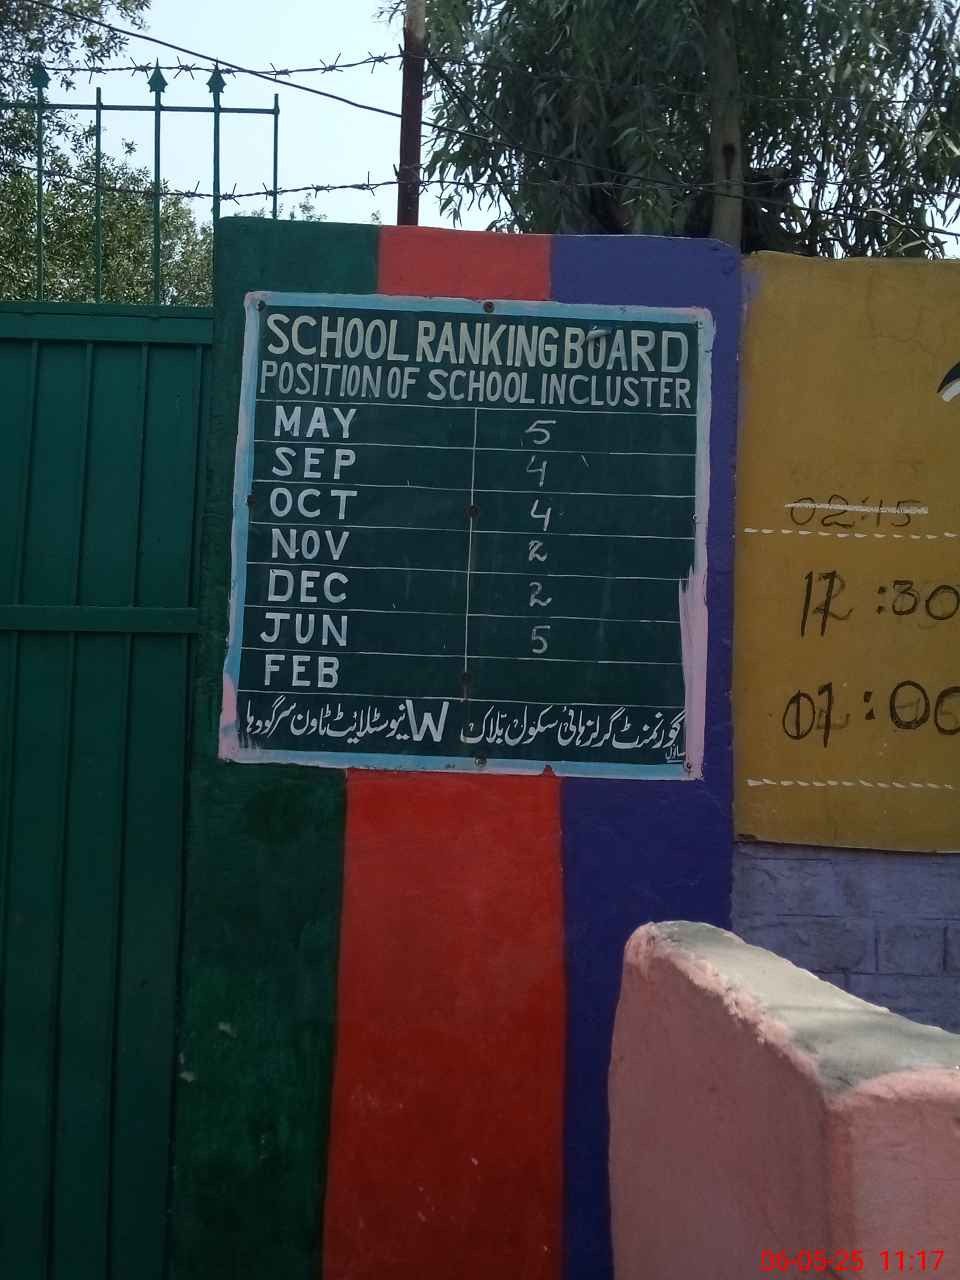 SCHOOL RANKING BOARD
POSITION OF SCHOOL IN CLUSTER
MAY 5
SEP 4
OCT 4
NOV 2
DEC 2
JUN 5
FEB
گورنمنٹ گرلز ہائی سکول بلاک W نیو سٹلائیٹ ٹاؤن سرگودہا
02:15
12:30
01:00
06-05-25 11:17